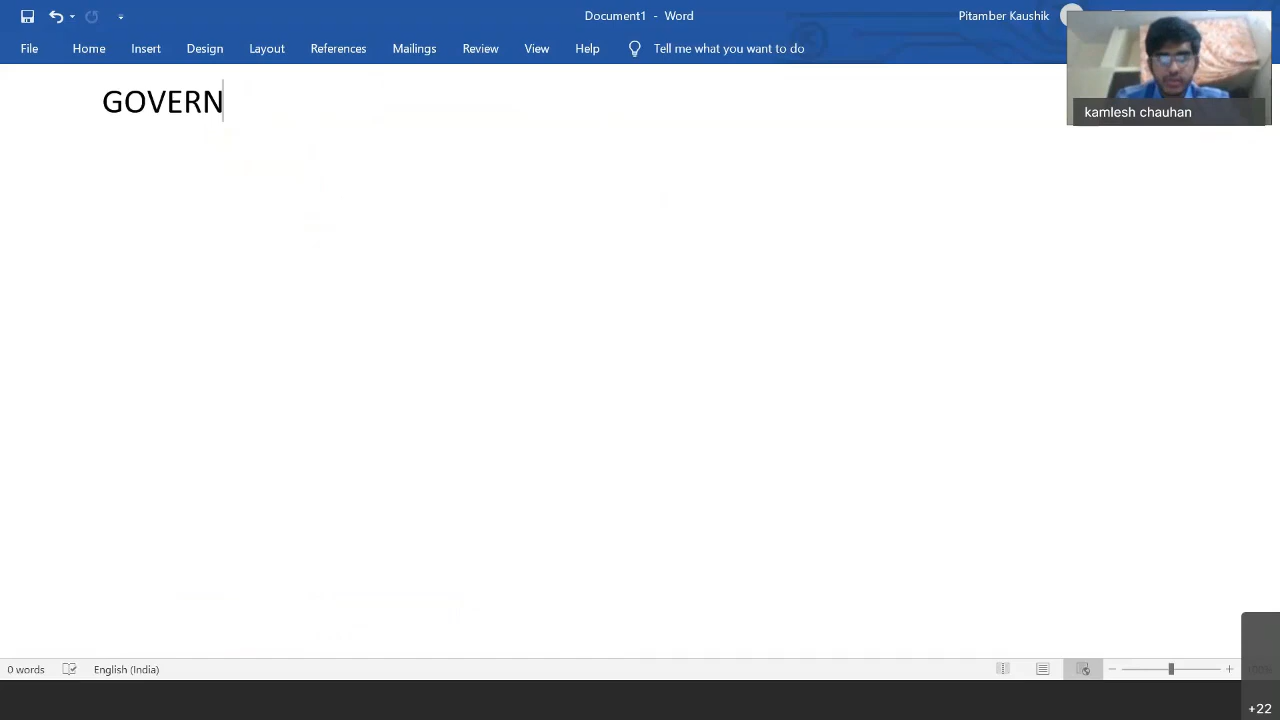 Document1 - Word
Pitamber Kaushik
File Home Insert Design Layout References Mailings Review View Help Tell me what you want to do
GOVERN
kamlesh chauhan
0 words English (India)
+22